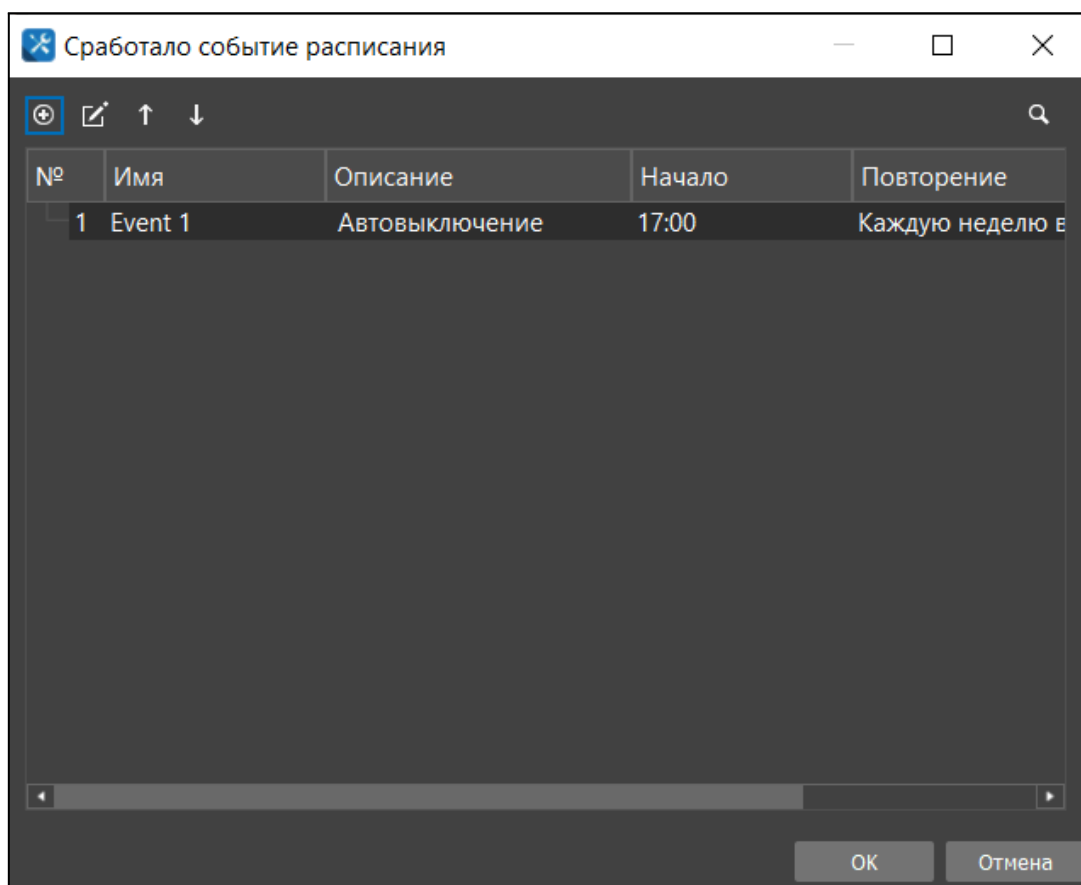 Сработало событие расписания
№ Имя Описание Начало Повторение
1 Event 1 Автовыключение 17:00 Каждую неделю в
OK Отмена